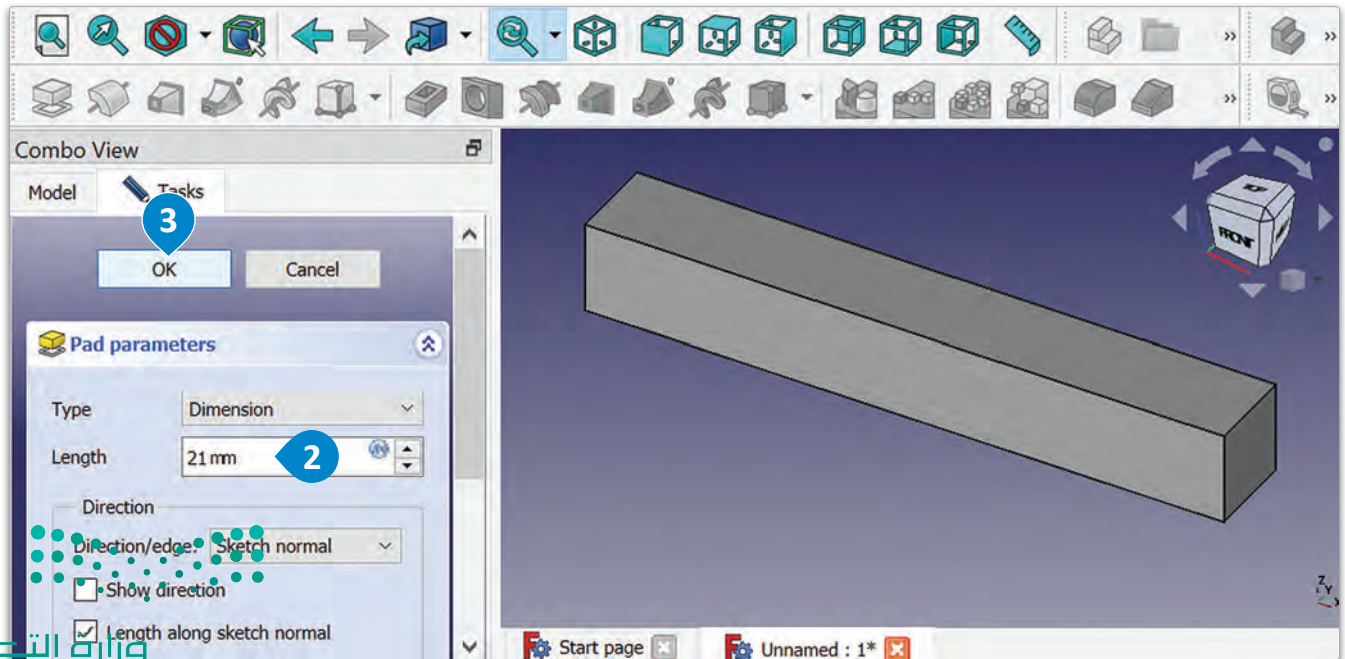 Combo View
Model Tasks
3
OK Cancel
Pad parameters
Type Dimension
Length 21 mm 2
Direction
Direction/edge: Sketch normal
Show direction
Length along sketch normal
FRONT
Z
Y
X
Start page Unnamed : 1*
وزارة